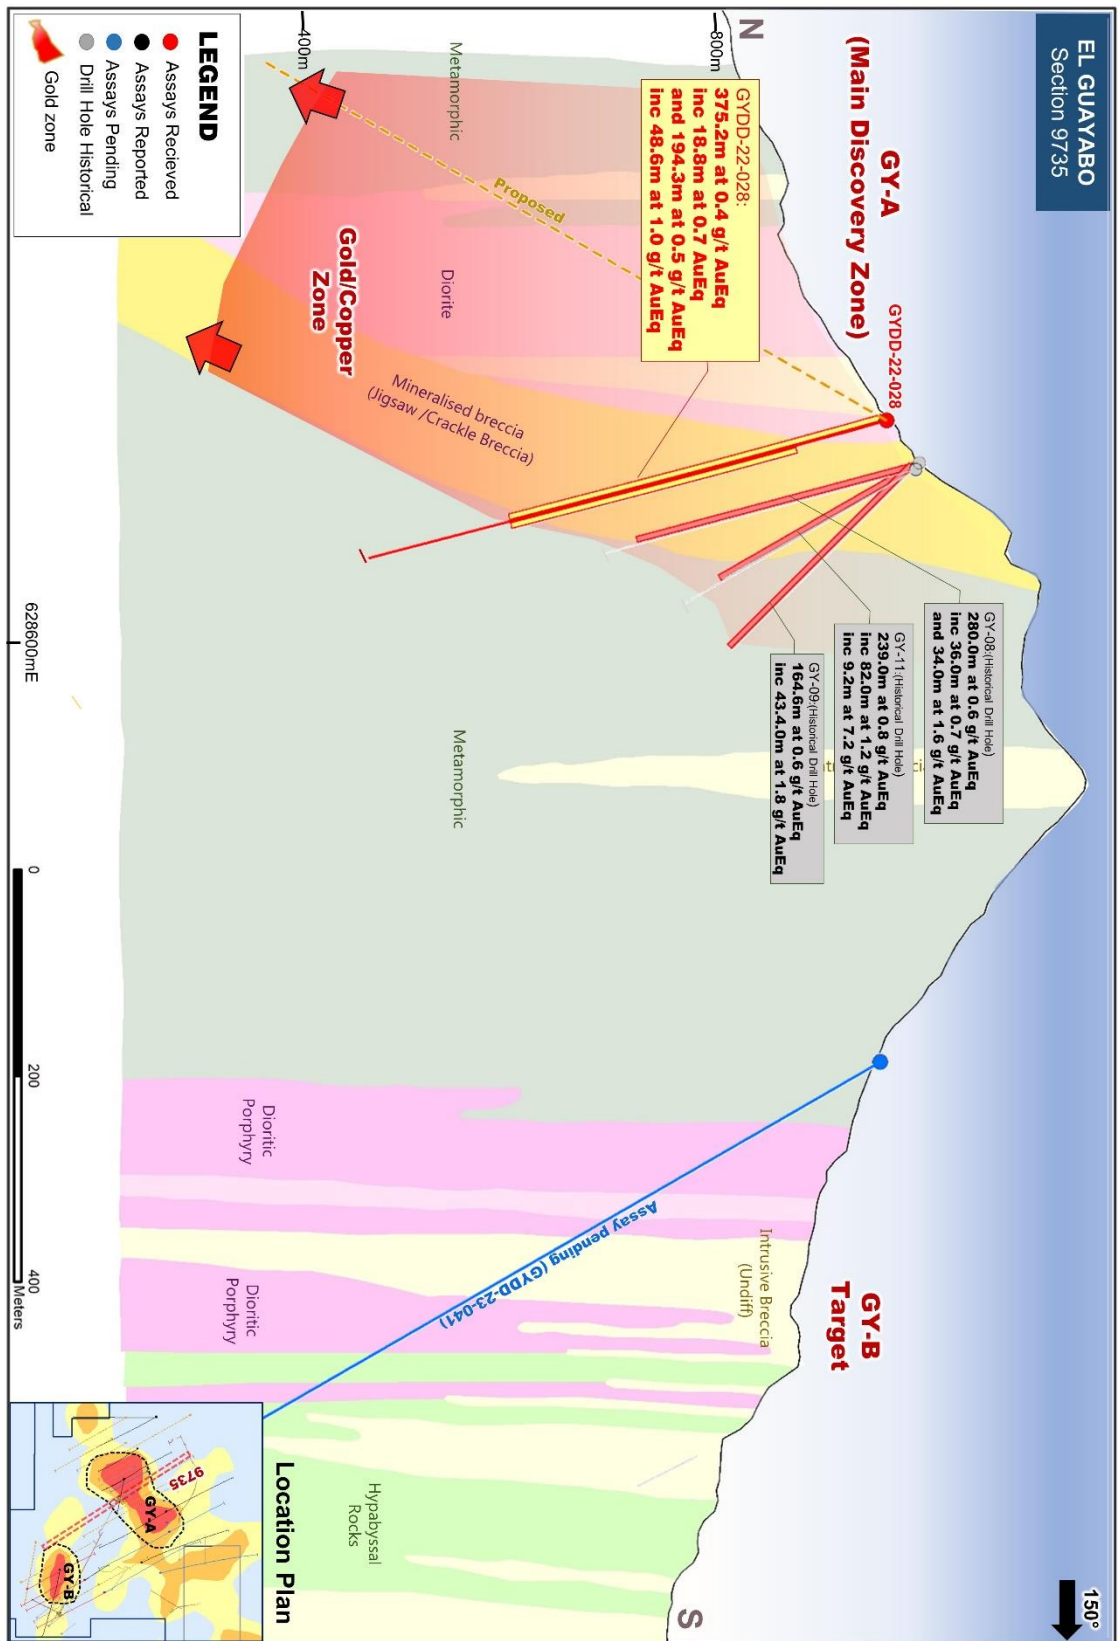 EL GUAYABO
Section 9735
150°
N
S
GY-A
(Main Discovery Zone)
GY-B
Target
GYDD-22-028
800m
400m
GYDD-22-028:
375.2m at 0.4 g/t AuEq
inc 18.8m at 0.7 AuEq
and 194.3m at 0.5 g/t AuEq
inc 48.6m at 1.0 g/t AuEq
GY-08:(Historical Drill Hole)
280.0m at 0.6 g/t AuEq
inc 36.0m at 0.7 g/t AuEq
and 34.0m at 1.6 g/t AuEq
GY-11:(Historical Drill Hole)
239.0m at 0.8 g/t AuEq
inc 82.0m at 1.2 g/t AuEq
inc 9.2m at 7.2 g/t AuEq
GY-09:(Historical Drill Hole)
164.6m at 0.6 g/t AuEq
inc 43.4.0m at 1.8 g/t AuEq
Metamorphic
Proposed
Diorite
Gold/Copper
Zone
Mineralised breccia
(Jigsaw /Crackle Breccia)
Metamorphic
Intrusive Breccia
(Undiff)
Assay pending (GYDD-23-041)
Dioritic
Porphyry
Dioritic
Porphyry
Hypabyssal
Rocks
LEGEND
Assays Recieved
Assays Reported
Assays Pending
Drill Hole Historical
Gold zone
628600mE
0
200
400
Meters
Location Plan
9735
GY-A
GY-B